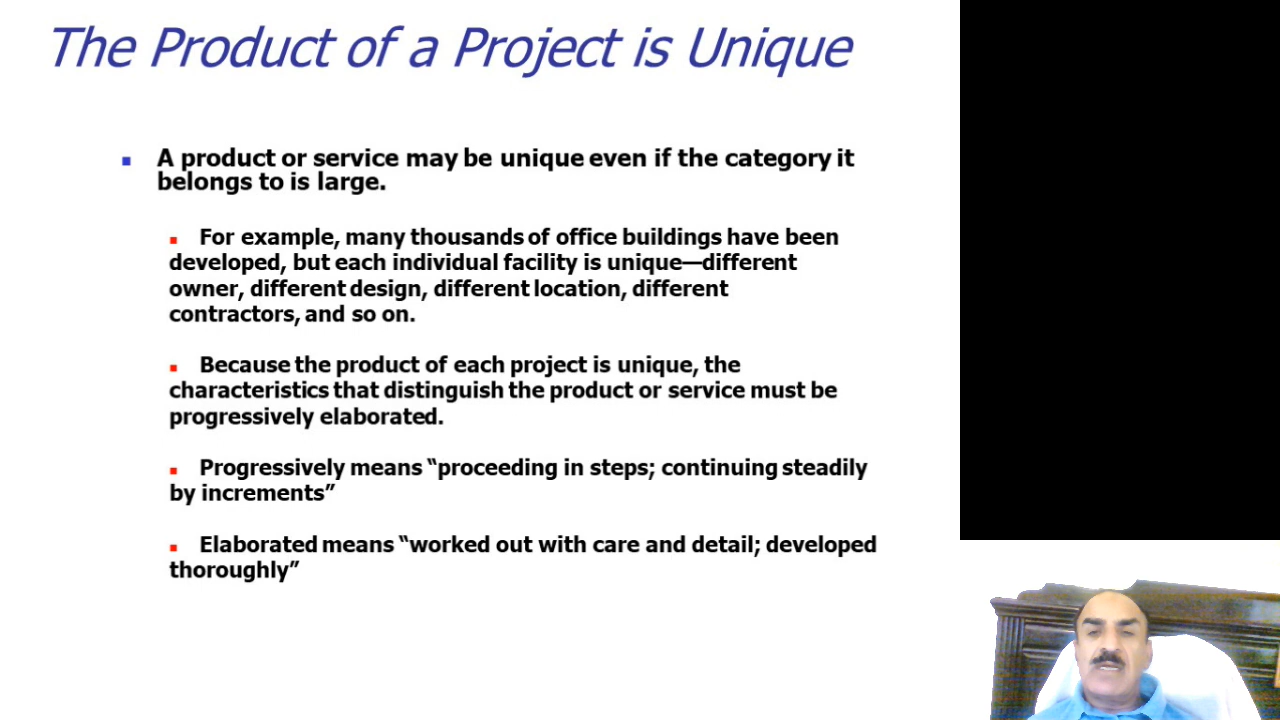 The Product of a Project is Unique
A product or service may be unique even if the category it
belongs to is large.
For example, many thousands of office buildings have been
developed, but each individual facility is unique—different
owner, different design, different location, different
contractors, and so on.
Because the product of each project is unique, the
characteristics that distinguish the product or service must be
progressively elaborated.
Progressively means “proceeding in steps; continuing steadily
by increments”
Elaborated means “worked out with care and detail; developed
thoroughly”